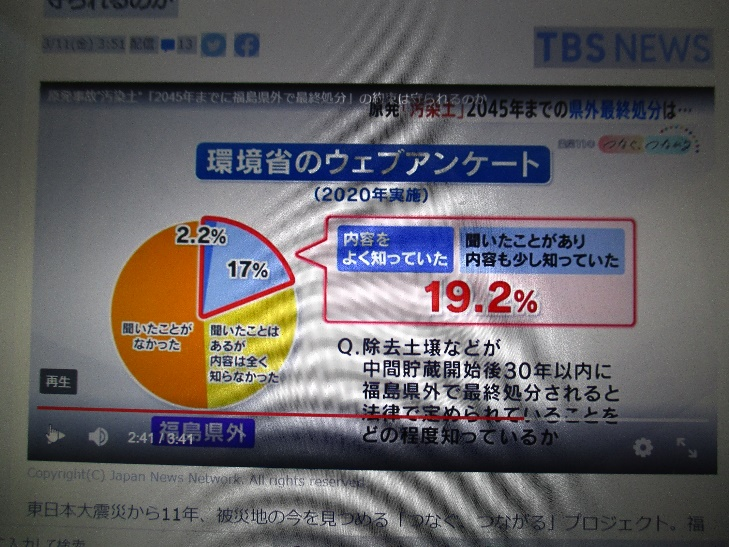 守られるのか
3/11(金) 3:51 配信 13
TBS NEWS
原発事故"汚染土"「2045年までに福島県外で最終処分」の約束は守られるのか
原発「汚染土」2045年までの県外最終処分は…
つなぐ、つながる
環境省のウェブアンケート
(2020年実施)
2.2%
17%
聞いたことが
なかった
聞いたことは
あるが
内容は全く
知らなかった
内容を
よく知っていた
聞いたことがあり
内容も少し知っていた
19.2%
Q.除去土壌などが
中間貯蔵開始後30年以内に
福島県外で最終処分されると
法律で定められていることを
どの程度知っているか
再生
福島県外
2:41 / 3:41
Copyright(C) Japan News Network. All rights reserved.
東日本大震災から11年、被災地の今を見つめる「つなぐ、つながる」プロジェクト。福
入力して検索